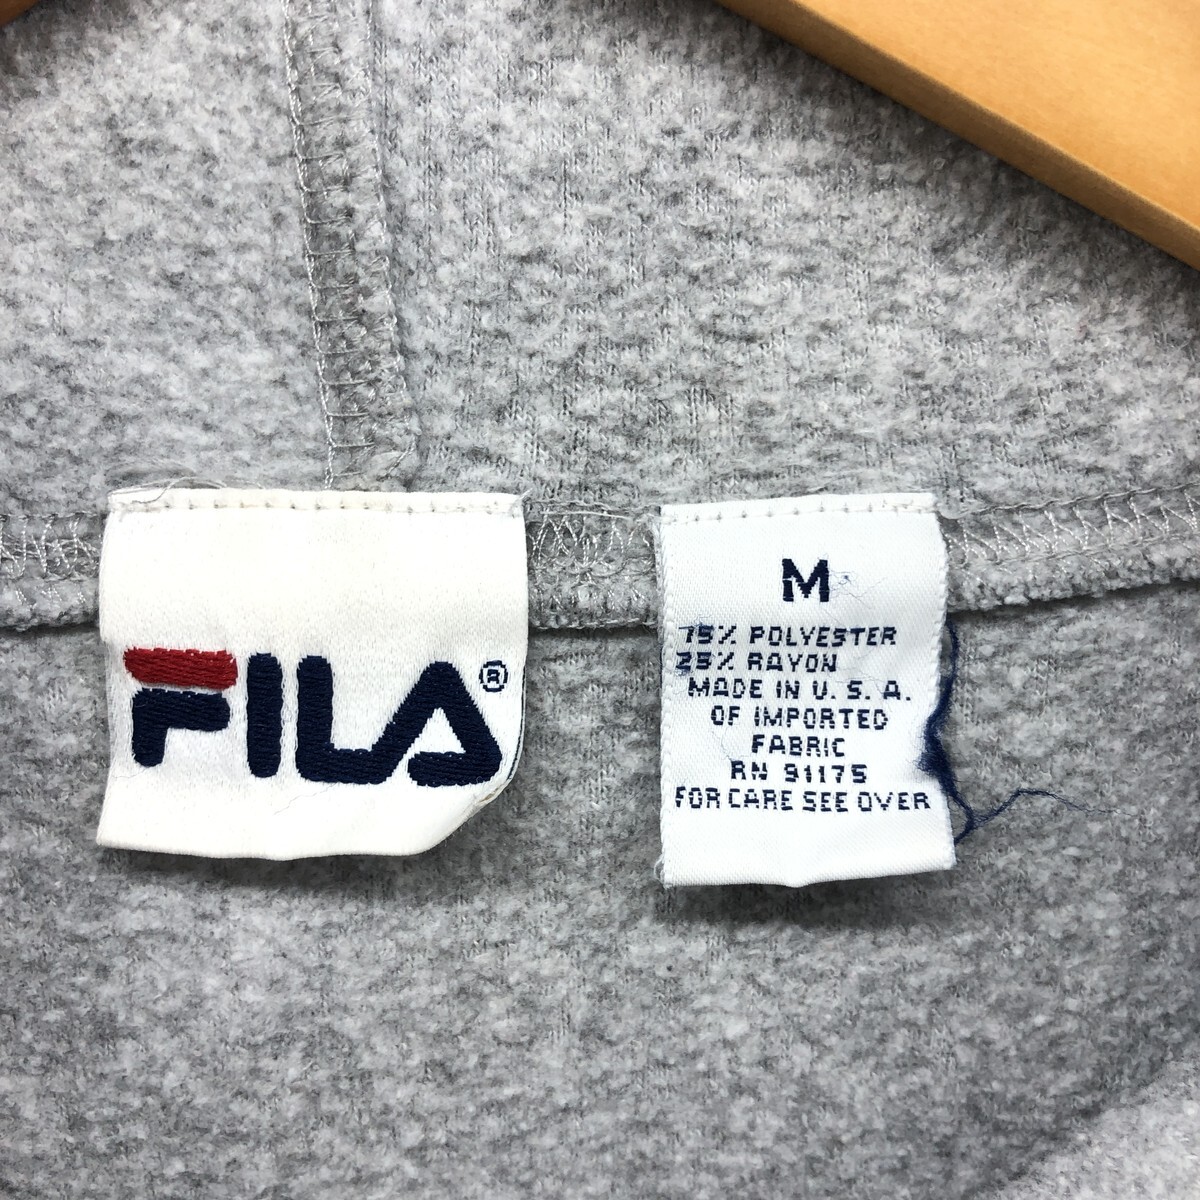 FILA®
M
75% POLYESTER
25% RAYON
MADE IN U.S.A.
OF IMPORTED
FABRIC
RN 91175
FOR CARE SEE OVER